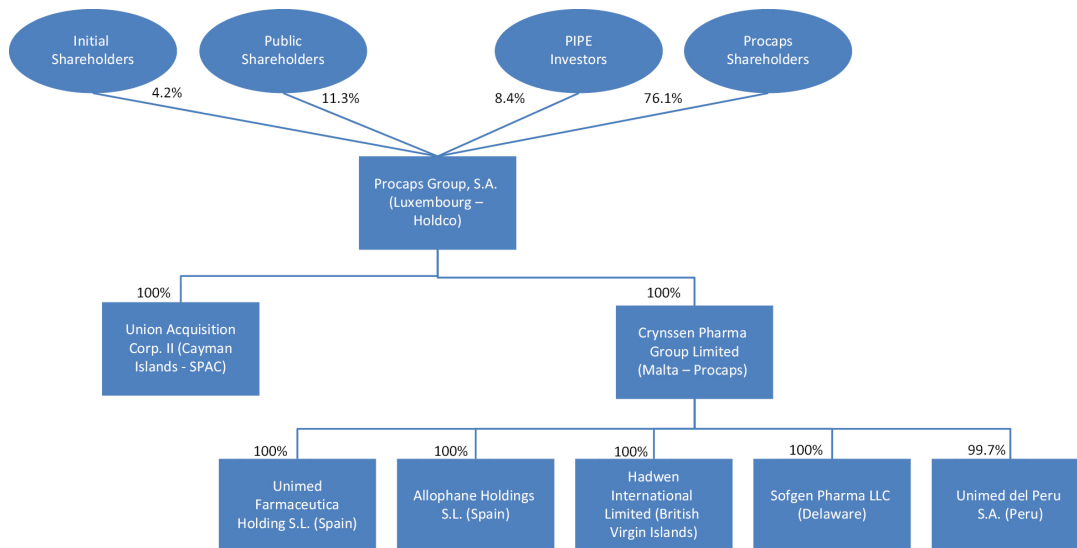 Initial
Shareholders
Public
Shareholders
PIPE
Investors
Procaps
Shareholders
4.2%
11.3%
8.4%
76.1%
Procaps Group, S.A.
(Luxembourg –
Holdco)
100%
100%
Union Acquisition
Corp. II (Cayman
Islands - SPAC)
Crynssen Pharma
Group Limited
(Malta – Procaps)
100%
100%
100%
100%
99.7%
Unimed
Farmaceutica
Holding S.L. (Spain)
Allophane Holdings
S.L. (Spain)
Hadwen
International
Limited (British
Virgin Islands)
Sofgen Pharma LLC
(Delaware)
Unimed del Peru
S.A. (Peru)